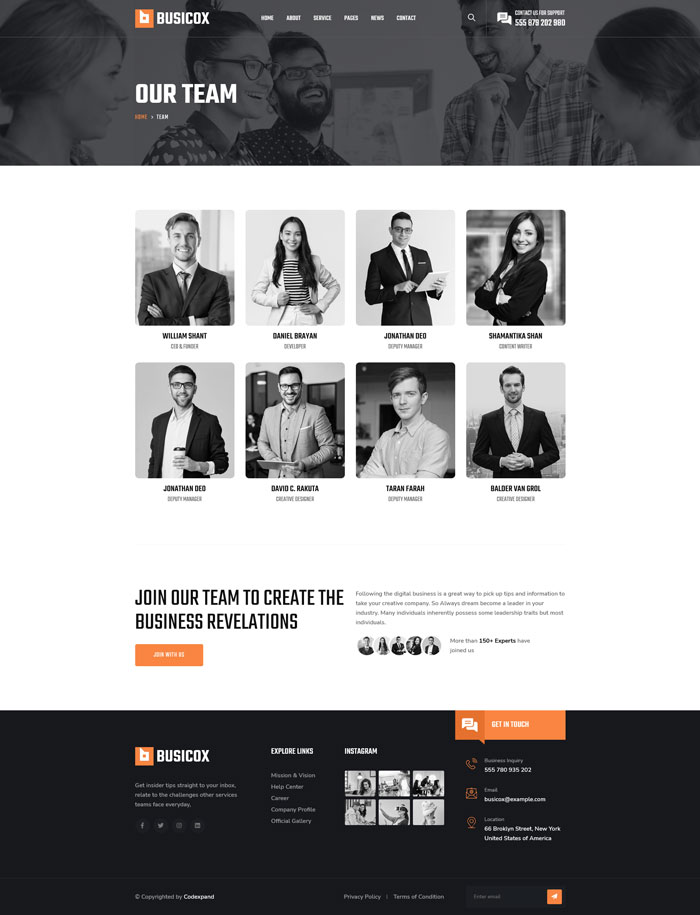 BUSICOX
HOME ABOUT SERVICE PAGES NEWS CONTACT
CONTACT US FOR SUPPORT
555 879 202 980
OUR TEAM
HOME › TEAM
WILLIAM SHANT
CEO & FUNDER
DANIEL BRAYAN
DEVELOPER
JONATHAN DEO
DEPUTY MANAGER
SHAMANTIKA SHAN
CONTENT WRITER
JONATHAN DEO
DEPUTY MANAGER
DAVID C. RAKUTA
CREATIVE DESIGNER
TARAN FARAH
DEPUTY MANAGER
BALDER VAN GROL
CREATIVE DESIGNER
JOIN OUR TEAM TO CREATE THE
BUSINESS REVELATIONS
JOIN WITH US
Following the digital business is a great way to pick up tips and information to
take your creative company. So Always dream become a leader in your
industry. Many individuals inherently possess some leadership traits but most
individuals.
More than 150+ Experts have
joined us
GET IN TOUCH
BUSICOX
Get insider tips straight to your inbox,
relate to the challenges other services
teams face everyday,
EXPLORE LINKS
Mission & Vision
Help Center
Career
Company Profile
Official Gallery
INSTAGRAM
Business Inquiry
555 780 935 202
Email
busicox@example.com
Location
66 Broklyn Street, New York
United States of America
© Copyrighted by Codexpand
Privacy Policy | Terms of Condition
Enter email